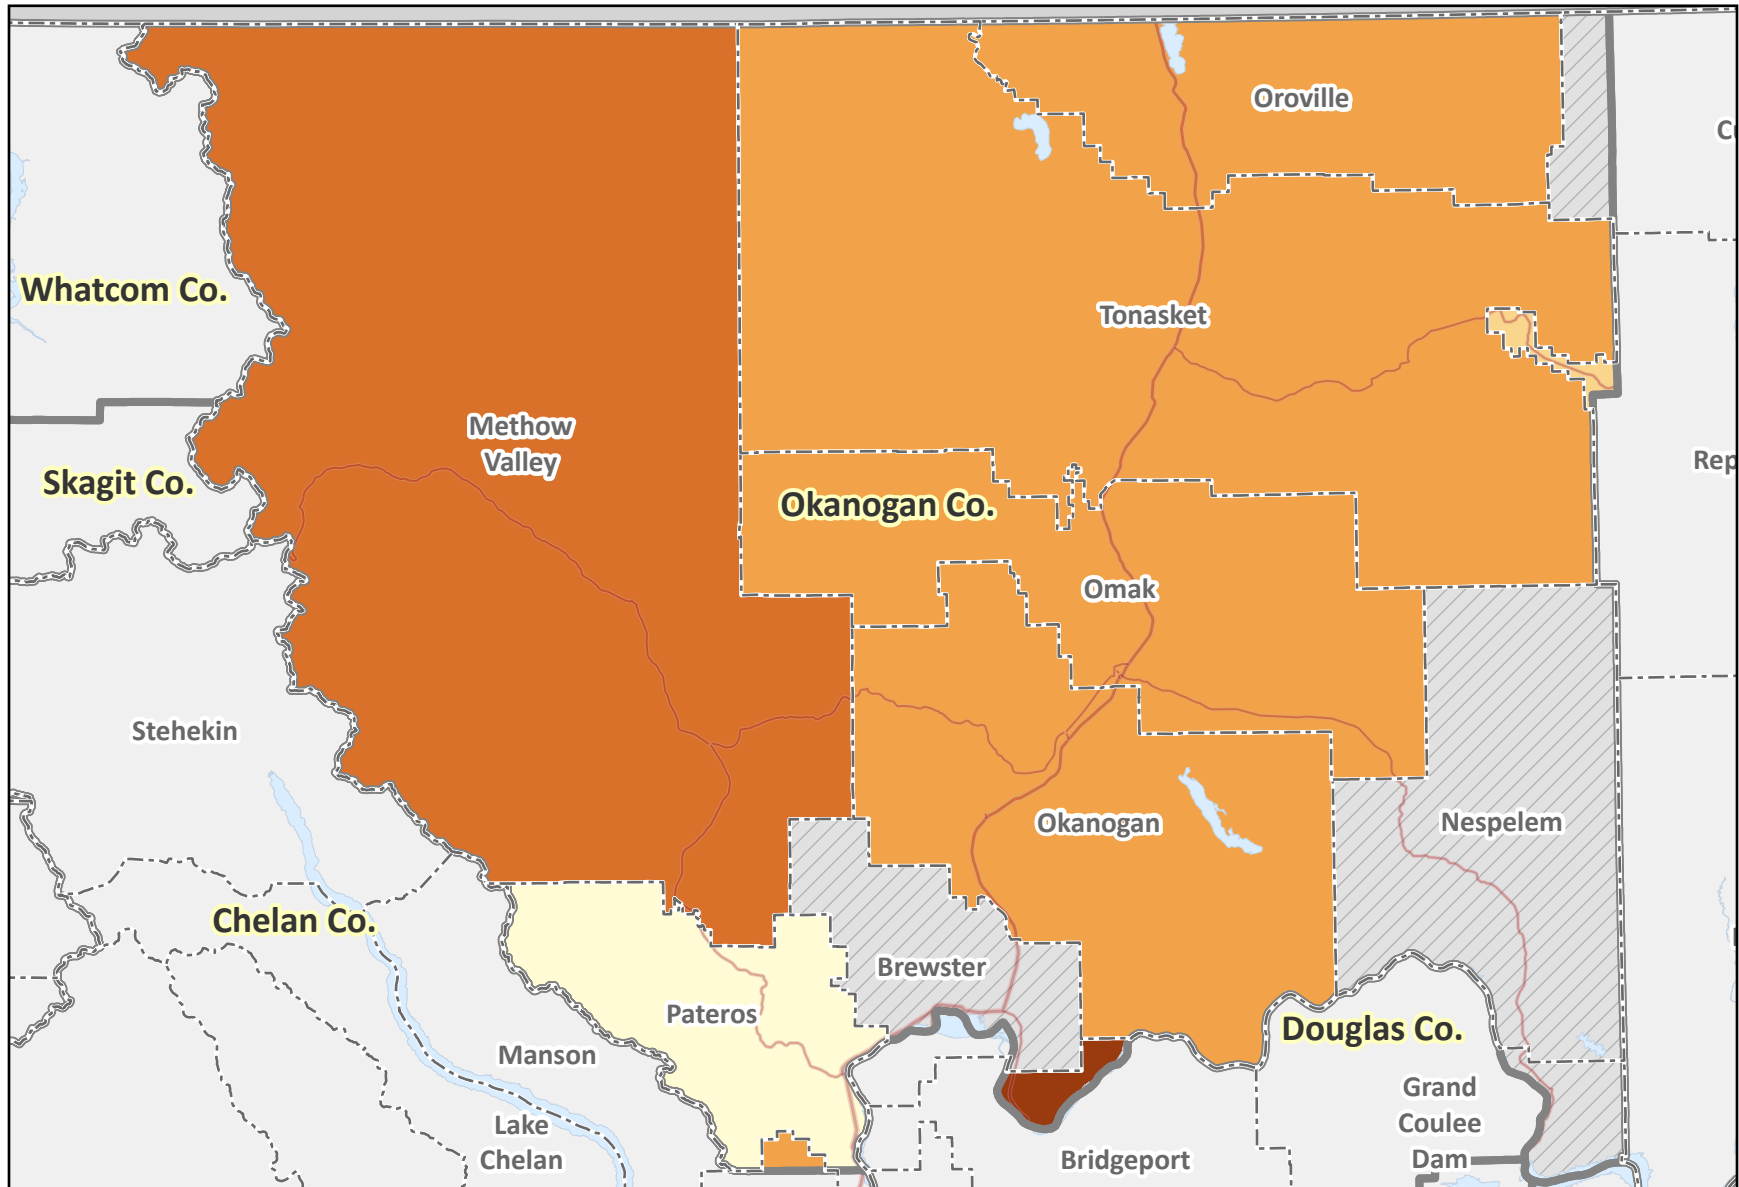 Oroville
Whatcom Co.
Tonasket
Methow
Valley
Skagit Co.
Okanogan Co.
Omak
Stehekin
Okanogan
Nespelem
Chelan Co.
Brewster
Pateros
Douglas Co.
Manson
Grand
Coulee
Dam
Lake
Chelan
Bridgeport